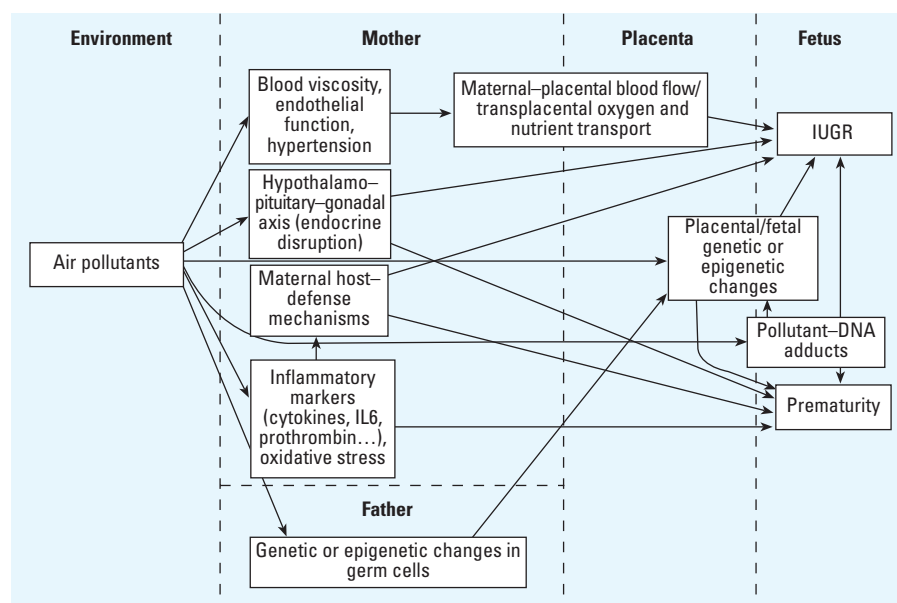 Environment
Mother
Placenta
Fetus
Blood viscosity,
endothelial
function,
hypertension
Maternal–placental blood flow/
transplacental oxygen and
nutrient transport
IUGR
Hypothalamo–
pituitary–gonadal
axis (endocrine
disruption)
Placental/fetal
genetic or
epigenetic
changes
Air pollutants
Maternal host–
defense
mechanisms
Pollutant–DNA
adducts
Inflammatory
markers
(cytokines, IL6,
prothrombin…),
oxidative stress
Prematurity
Father
Genetic or epigenetic changes in
germ cells